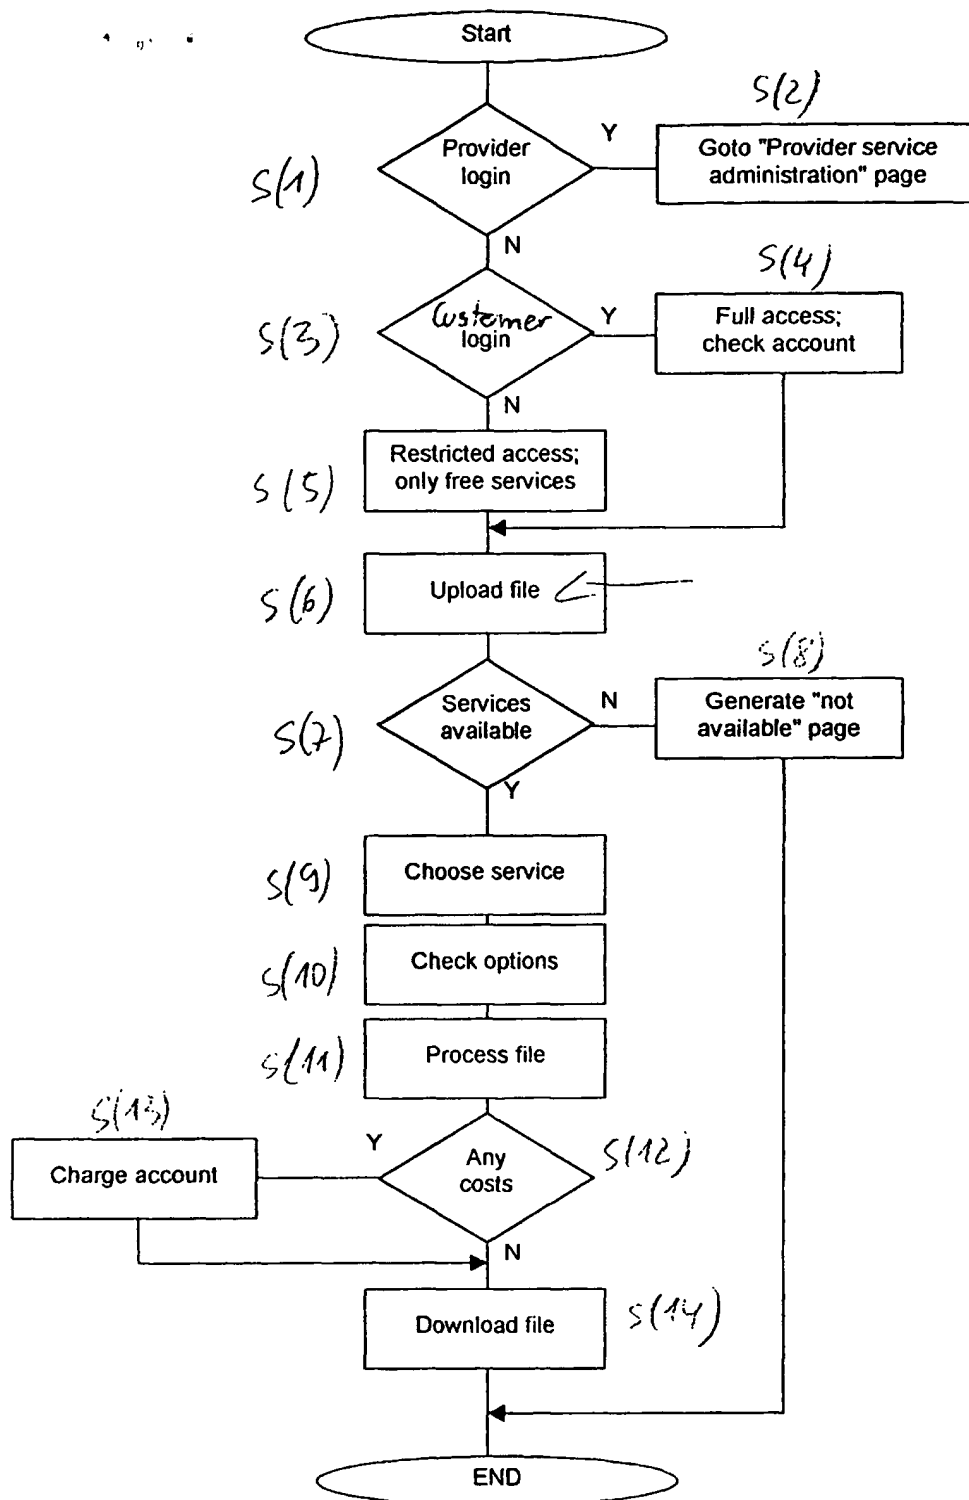 Start
S(2)
Y
Goto "Provider service
administration" page
Provider
login
S(1)
N
S(4)
Customer
login
Y
Full access;
check account
S(3)
N
Restricted access;
only free services
S(5)
Upload file
S(6)
S(8)
Services
available
N
Generate "not
available" page
S(7)
Y
Choose service
S(9)
Check options
S(10)
Process file
S(11)
S(13)
Y
Any
costs
S(12)
Charge account
N
Download file
S(14)
END